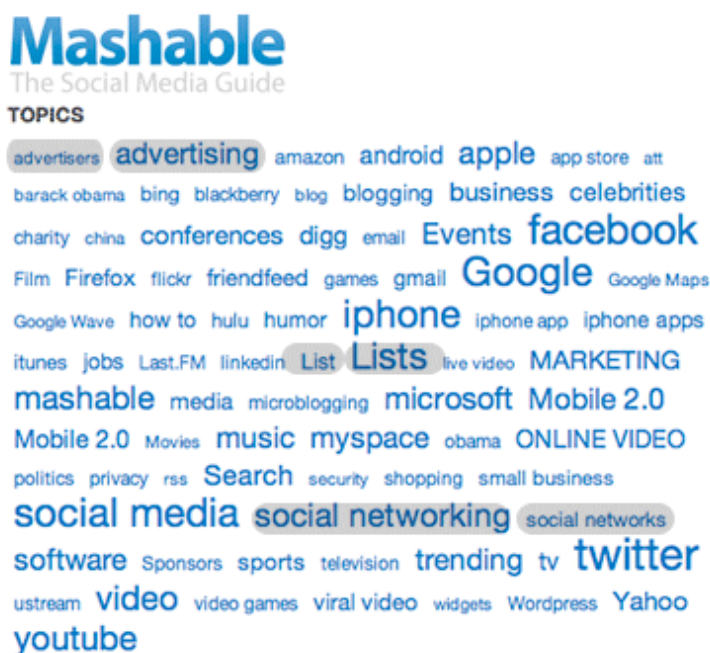 Mashable
The Social Media Guide
TOPICS
advertisers advertising amazon android apple app store att
barack obama bing blackberry blog blogging business celebrities
charity china conferences digg email Events facebook
Film Firefox flickr friendfeed games gmail Google Google Maps
Google Wave how to hulu humor iphone iphone app iphone apps
itunes jobs Last.FM linkedin List Lists live video MARKETING
mashable media microblogging microsoft Mobile 2.0
Mobile 2.0 Movies music myspace obama ONLINE VIDEO
politics privacy rss Search security shopping small business
social media social networking social networks
software Sponsors sports television trending tv twitter
ustream video video games viral video widgets Wordpress Yahoo
youtube